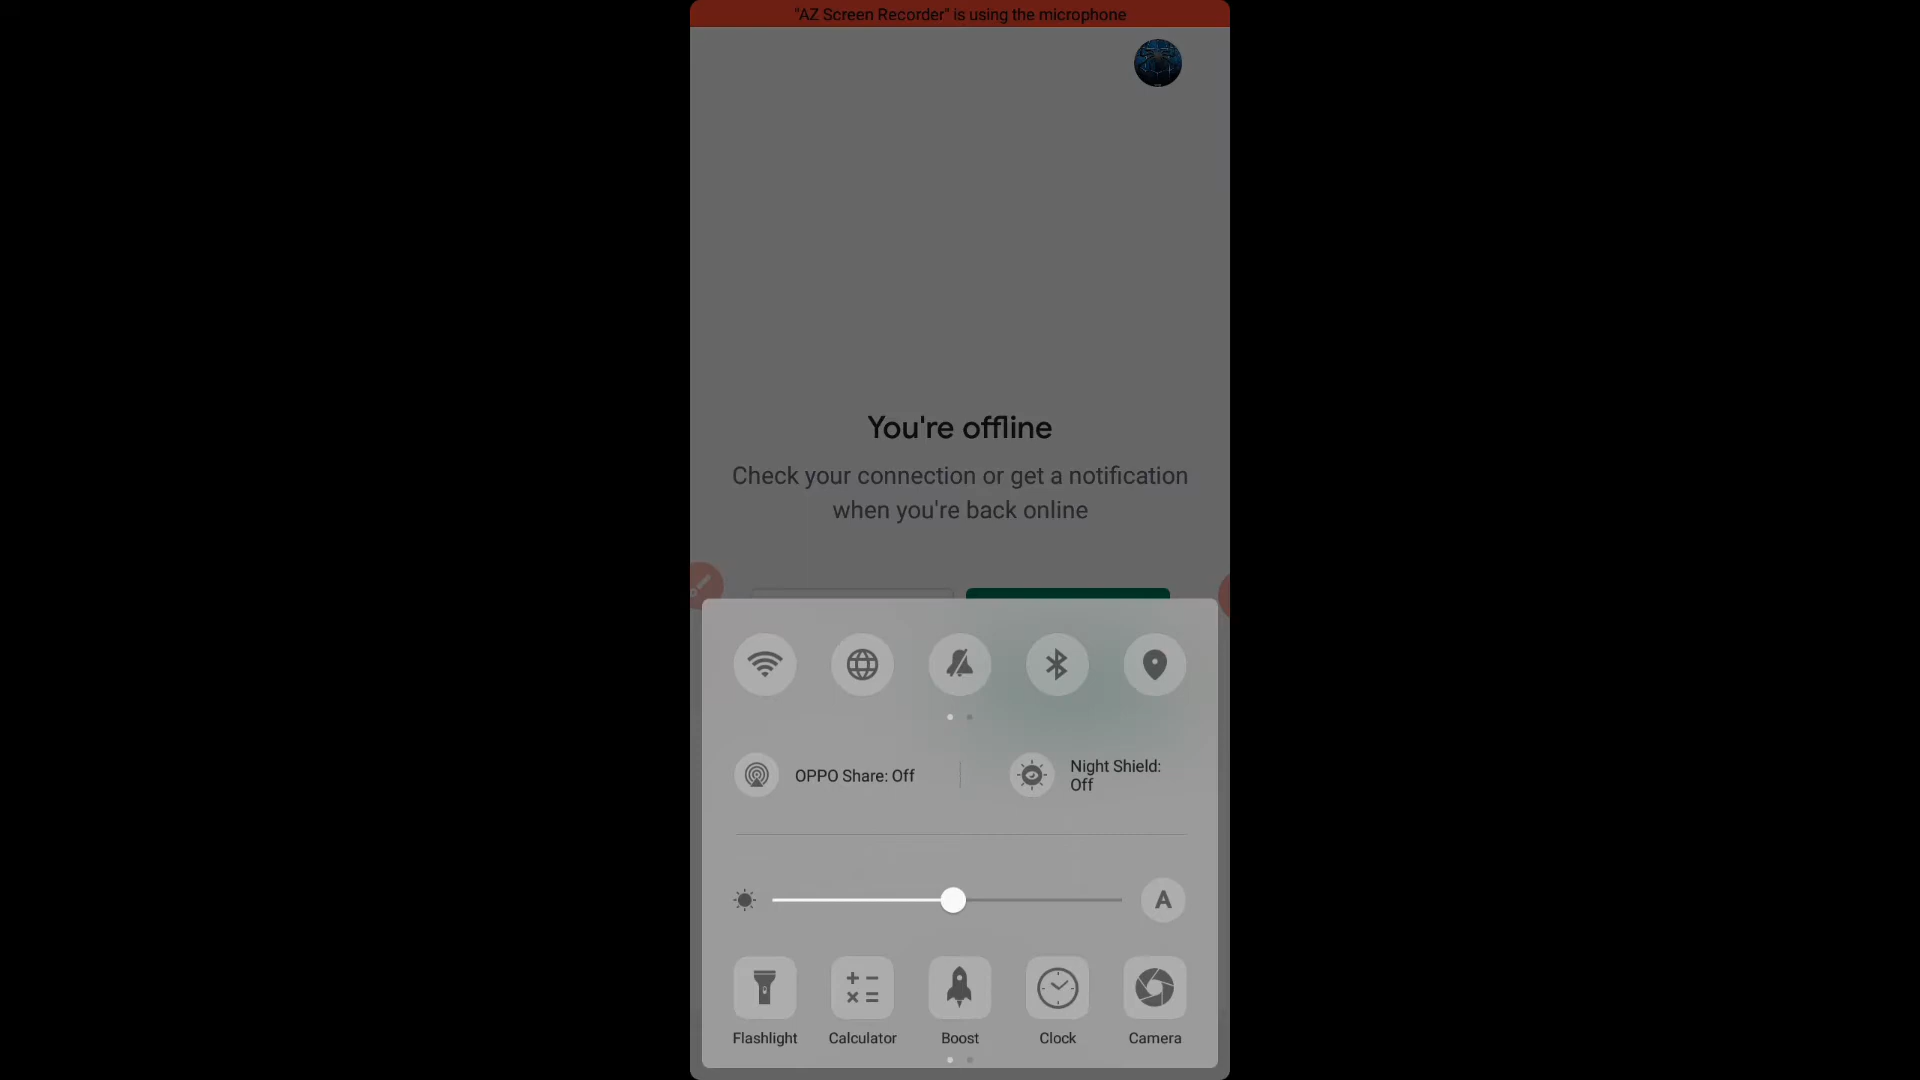 "AZ Screen Recorder" is using the microphone
You're offline
Check your connection or get a notification
when you're back online
OPPO Share: Off
Night Shield:
Off
A
Flashlight
Calculator
Boost
Clock
Camera